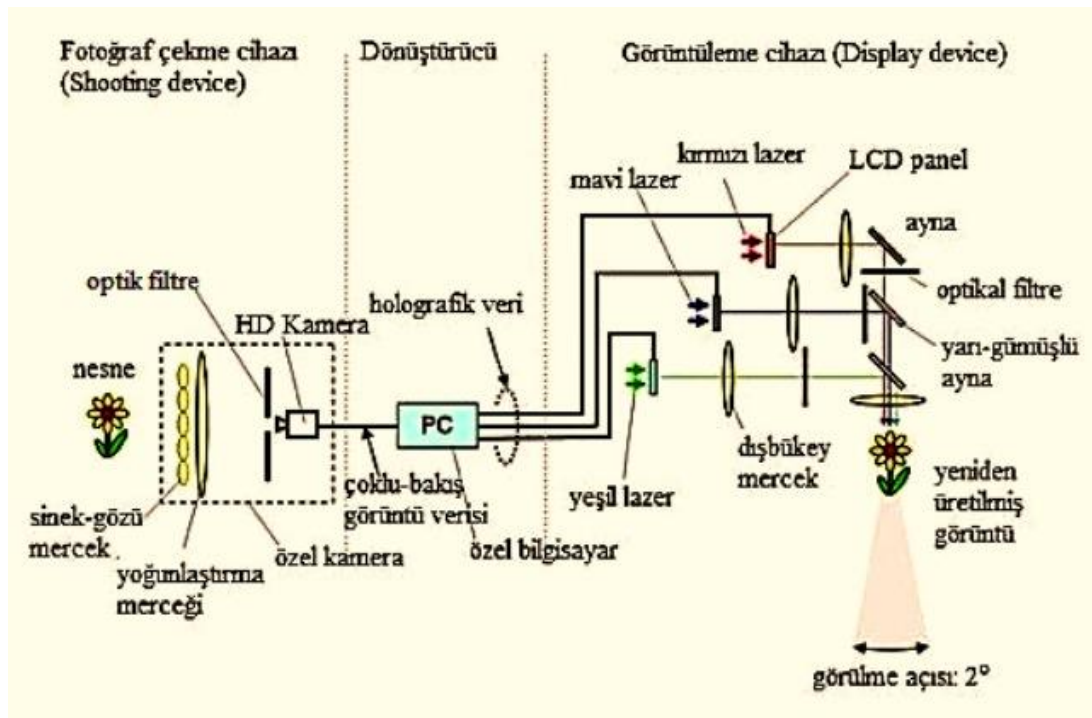 Fotoğraf çekme cihazı
(Shooting device)
Dönüştürücü
Görüntüleme cihazı (Display device)
kırmızı lazer
LCD panel
mavi lazer
ayna
optik filtre
holografik veri
optikal filtre
HD Kamera
yarı-gümüşlü
ayna
nesne
PC
dışbükey
mercek
çoklu-bakış
görüntü verisi
yeşil lazer
yeniden
üretilmiş
görüntü
sinek-gözü
mercek
özel kamera
özel bilgisayar
yoğunlaştırma
merceği
görülme açısı: 2°